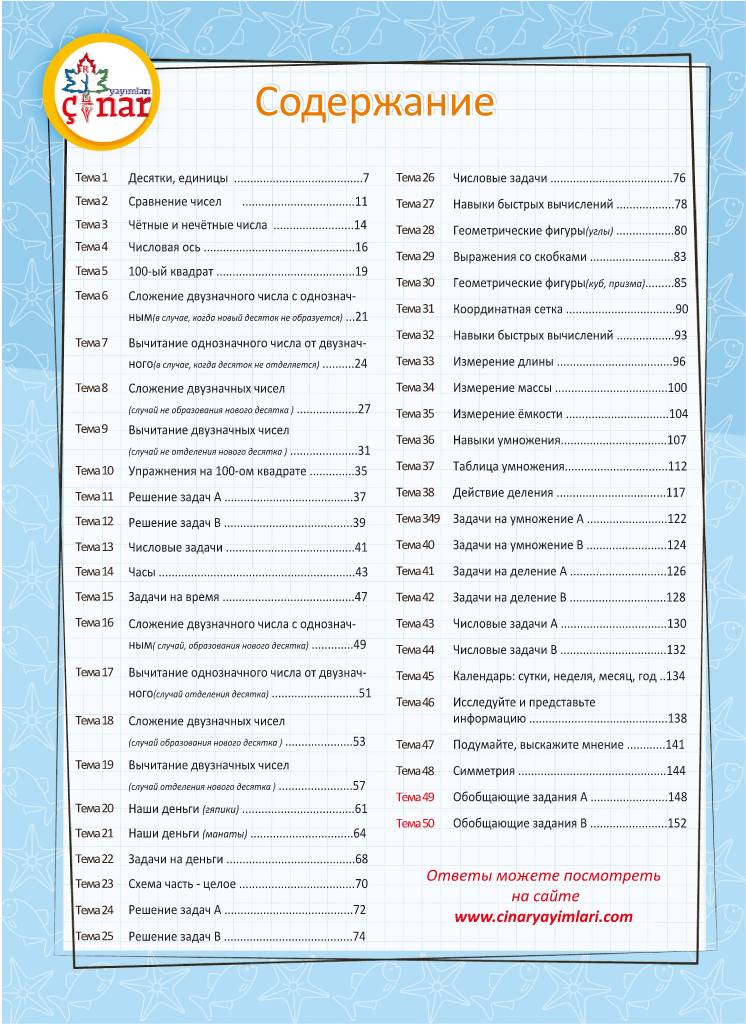 yayımları
çınar
Содержание
Тема 1 Десятки, единицы ......................................7
Тема 2 Сравнение чисел ..................................11
Тема 3 Чётные и нечётные числа ........................14
Тема 4 Числовая ось .............................................16
Тема 5 100-ый квадрат .........................................19
Тема 6 Сложение двузначного числа с однознач-
ным(в случае, когда новый десяток не образуется) ...21
Тема 7 Вычитание однозначного числа от двузнач-
ного(в случае, когда десяток не отделяется) ..........24
Тема 8 Сложение двузначных чисел
(случай не образования нового десятка ) ..................27
Тема 9 Вычитание двузначных чисел
(случай не отделения нового десятка ) ....................31
Тема 10 Упражнения на 100-ом квадрате .............35
Тема 11 Решение задач А ......................................37
Тема 12 Решение задач В ......................................39
Тема 13 Числовые задачи ......................................41
Тема 14 Часы ..........................................................43
Тема 15 Задачи на время .......................................47
Тема 16 Сложение двузначного числа с однознач-
ным( случай, образования нового десятка) ............49
Тема 17 Вычитание однозначного числа от двузнач-
ного(случай отделения десятка) .........................51
Тема 18 Сложение двузначных чисел
(случай образования нового десятка ) ....................53
Тема 19 Вычитание двузначных чисел
(случай отделения нового десятка ) ......................57
Тема 20 Наши деньги (гяпики) ..................................61
Тема 21 Наши деньги (манаты) ................................64
Тема 22 Задачи на деньги ......................................68
Тема 23 Схема часть - целое ..................................70
Тема 24 Решение задач А ......................................72
Тема 25 Решение задач В ......................................74
Тема 26 Числовые задачи ....................................76
Тема 27 Навыки быстрых вычислений .................78
Тема 28 Геометрические фигуры(углы) .................80
Тема 29 Выражения со скобками .........................83
Тема 30 Геометрические фигуры(куб, призма).........85
Тема 31 Координатная сетка ................................90
Тема 32 Навыки быстрых вычислений .................93
Тема 33 Измерение длины ..................................96
Тема 34 Измерение массы ..................................100
Тема 35 Измерение ёмкости ...............................104
Тема 36 Навыки умножения................................107
Тема 37 Таблица умножения...............................112
Тема 38 Действие деления .................................117
Тема 349 Задачи на умножение А ........................122
Тема 40 Задачи на умножение В ........................124
Тема 41 Задачи на деление А .............................126
Тема 42 Задачи на деление В .............................128
Тема 43 Числовые задачи А ................................130
Тема 44 Числовые задачи В ................................132
Тема 45 Календарь: сутки, неделя, месяц, год ..134
Тема 46 Исследуйте и представьте
информацию .........................................138
Тема 47 Подумайте, выскажите мнение ...........141
Тема 48 Симметрия ............................................144
Тема 49 Обобщающие задания А .......................148
Тема 50 Обобщающие задания В .......................152
Ответы можете посмотреть
на сайте
www.cinaryayimlari.com